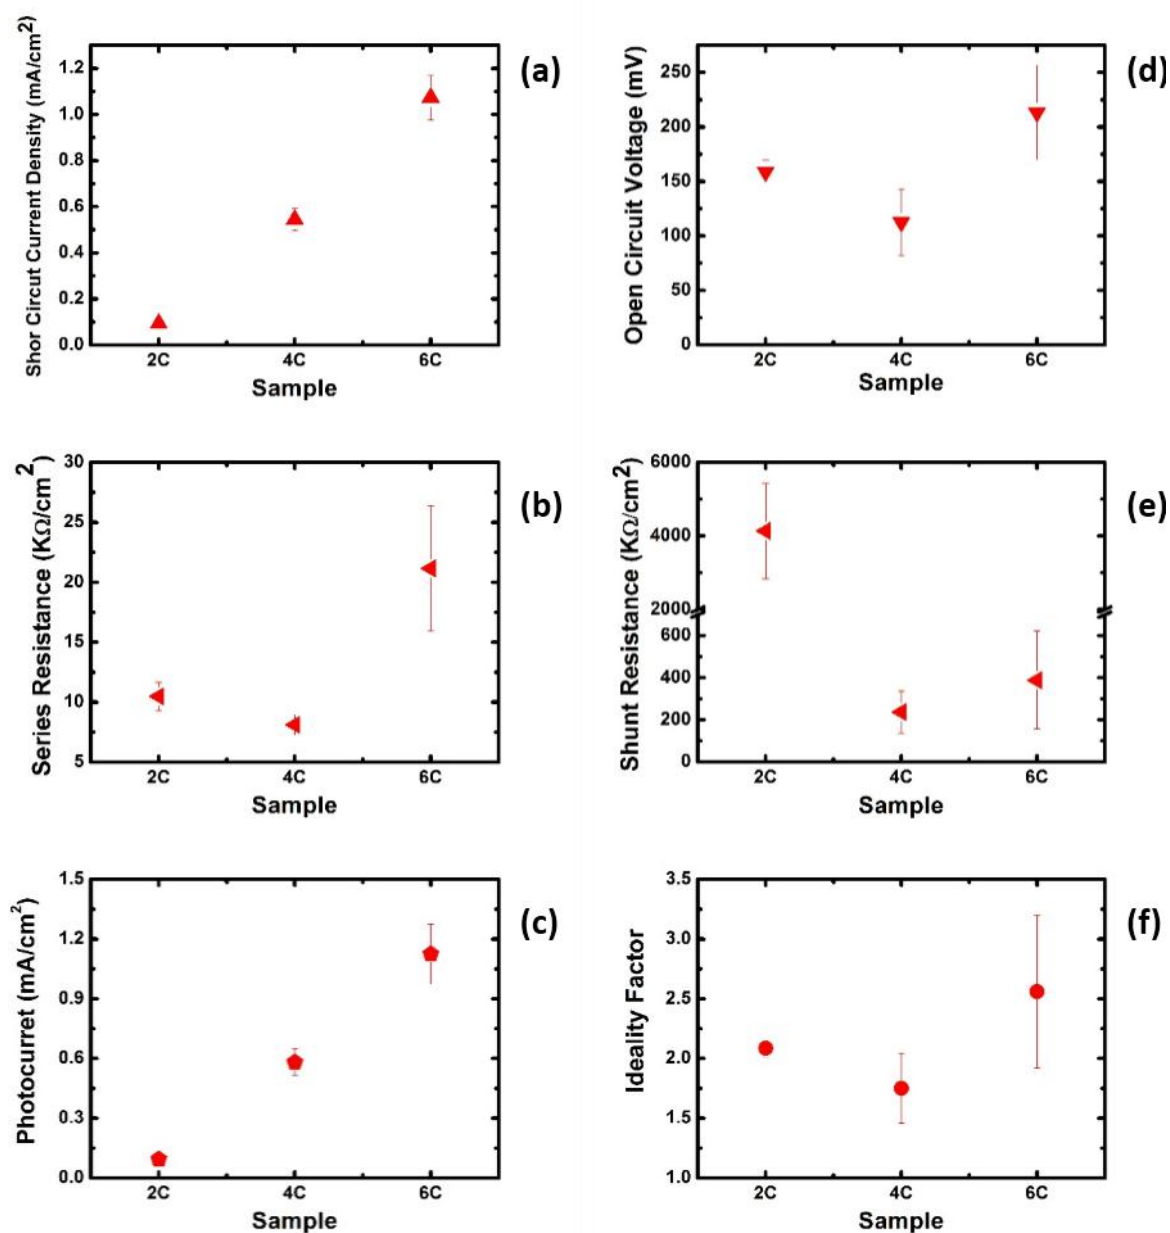 Shor Circut Current Density (mA/cm²)
1.2
1.0
0.8
0.6
0.4
0.2
0.0
2C 4C 6C
Sample
(a)
Open Circuit Voltage (mV)
250
200
150
100
50
0
2C 4C 6C
Sample
(d)
Series Resistance (KΩ/cm²)
30
25
20
15
10
5
2C 4C 6C
Sample
(b)
Shunt Resistance (KΩ/cm²)
6000
4000
2000
600
400
200
0
2C 4C 6C
Sample
(e)
Photocurret (mA/cm²)
1.5
1.2
0.9
0.6
0.3
0.0
2C 4C 6C
Sample
(c)
Ideality Factor
3.5
3.0
2.5
2.0
1.5
1.0
2C 4C 6C
Sample
(f)